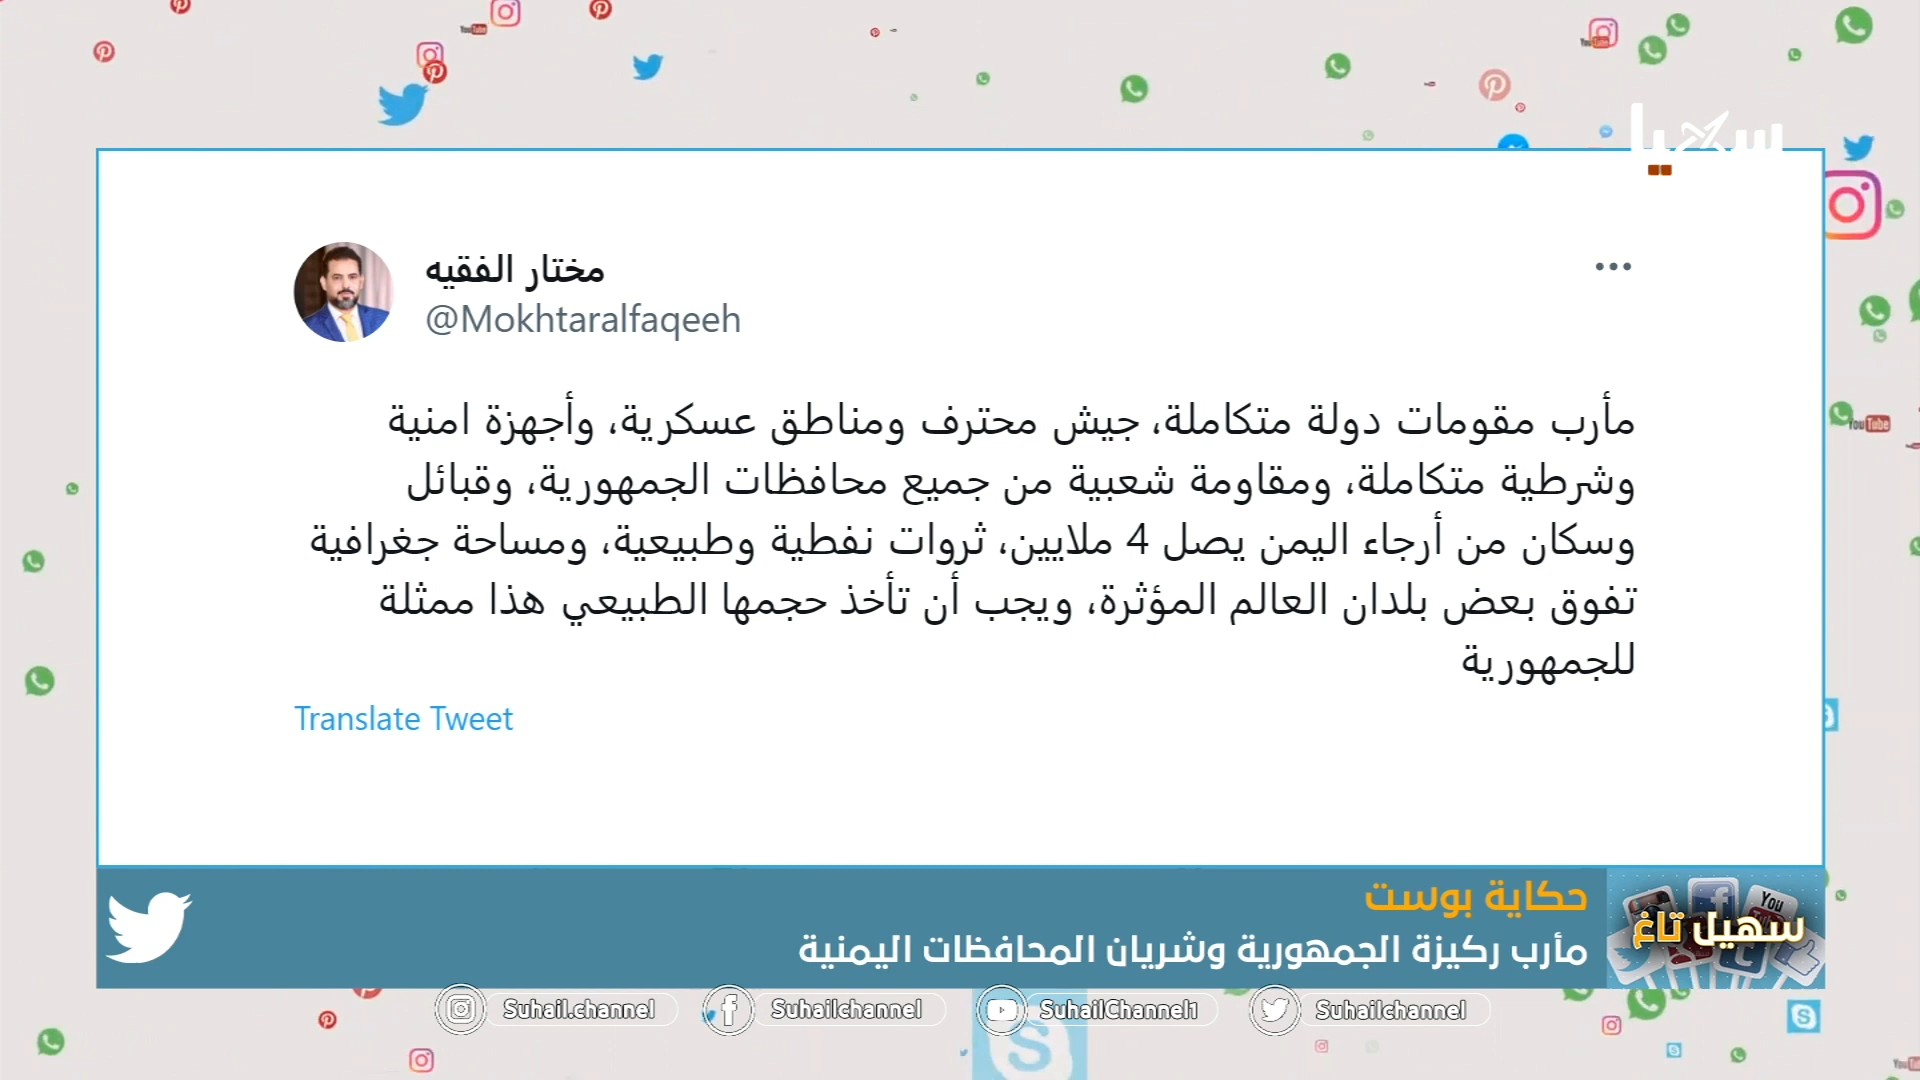 سهيل
مختار الفقيه
@Mokhtaralfaqeeh
مأرب مقومات دولة متكاملة، جيش محترف ومناطق عسكرية، وأجهزة امنية
وشرطية متكاملة، ومقاومة شعبية من جميع محافظات الجمهورية، وقبائل
وسكان من أرجاء اليمن يصل 4 ملايين، ثروات نفطية وطبيعية، ومساحة جغرافية
تفوق بعض بلدان العالم المؤثرة، ويجب أن تأخذ حجمها الطبيعي هذا ممثلة
للجمهورية
Translate Tweet
حكاية بوست
مأرب ركيزة الجمهورية وشريان المحافظات اليمنية
سهيل تاغ
Suhail.channel
Suhailchannel
SuhailChannel1
Suhailchannel